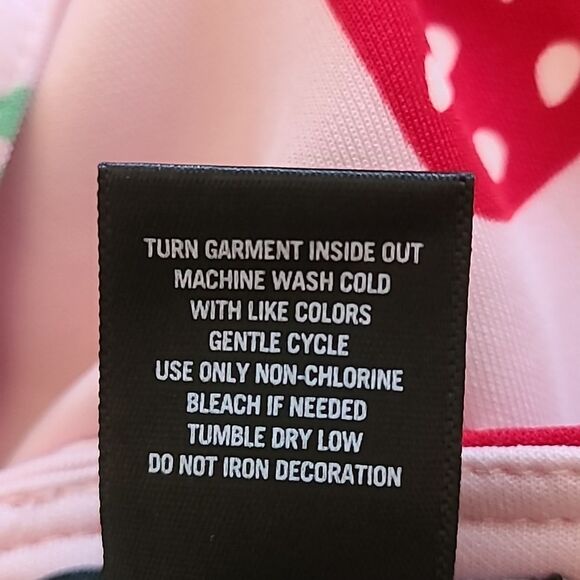 TURN GARMENT INSIDE OUT
MACHINE WASH COLD
WITH LIKE COLORS
GENTLE CYCLE
USE ONLY NON-CHLORINE
BLEACH IF NEEDED
TUMBLE DRY LOW
DO NOT IRON DECORATION